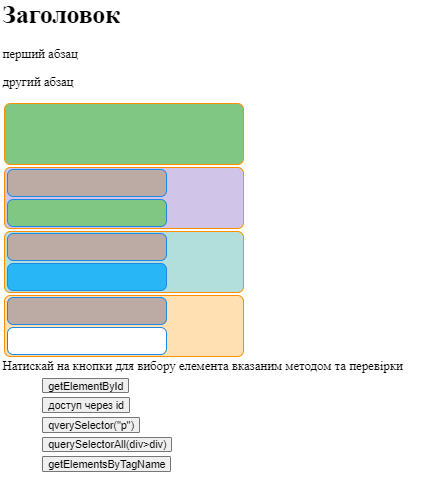 Заголовок
перший абзац
другий абзац
Натискай на кнопки для вибору елемента вказаним методом та перевірки
getElementById
доступ через id
qverySelector("p")
querySelectorAll(div>div)
getElementsByTagName